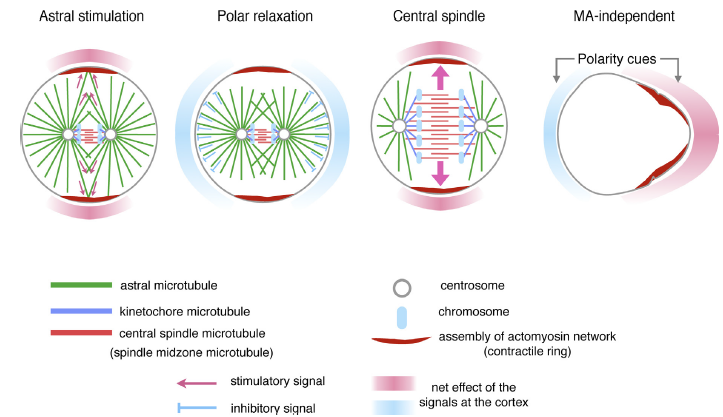 Astral stimulation
Polar relaxation
Central spindle
MA-independent
Polarity cues
astral microtubule
kinetochore microtubule
central spindle microtubule
(spindle midzone microtubule)
stimulatory signal
inhibitory signal
centrosome
chromosome
assembly of actomyosin network
(contractile ring)
net effect of the
signals at the cortex